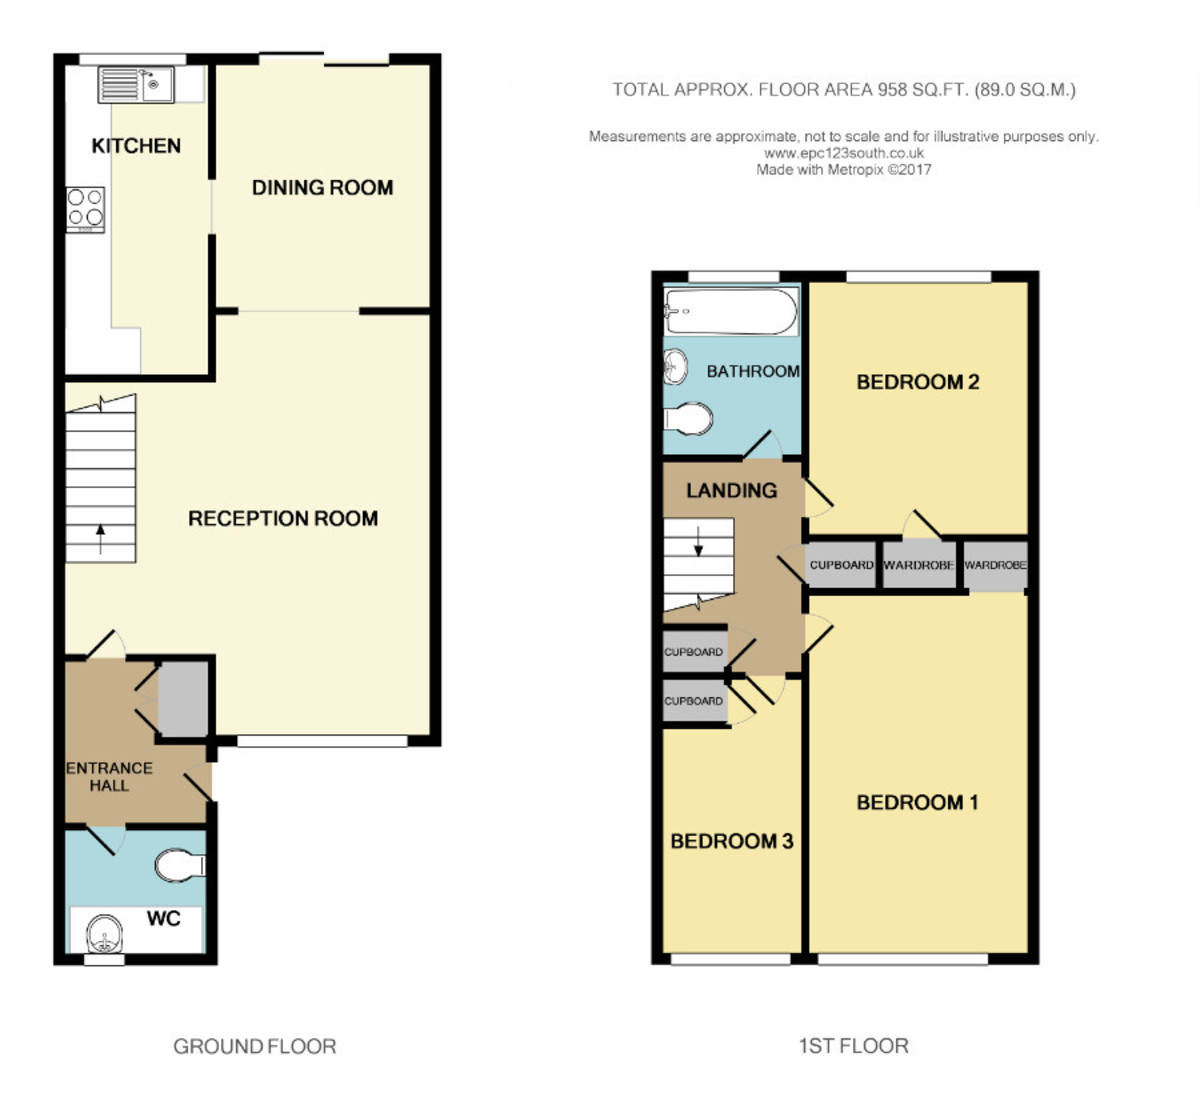 TOTAL APPROX. FLOOR AREA 958 SQ.FT. (89.0 SQ.M.)
Measurements are approximate, not to scale and for illustrative purposes only.
www.epc123south.co.uk
Made with Metropix ©2017
KITCHEN
DINING ROOM
RECEPTION ROOM
ENTRANCE
HALL
WC
GROUND FLOOR
BATHROOM
BEDROOM 2
LANDING
CUPBOARD
WARDROBE
WARDROBE
CUPBOARD
CUPBOARD
BEDROOM 1
BEDROOM 3
1ST FLOOR